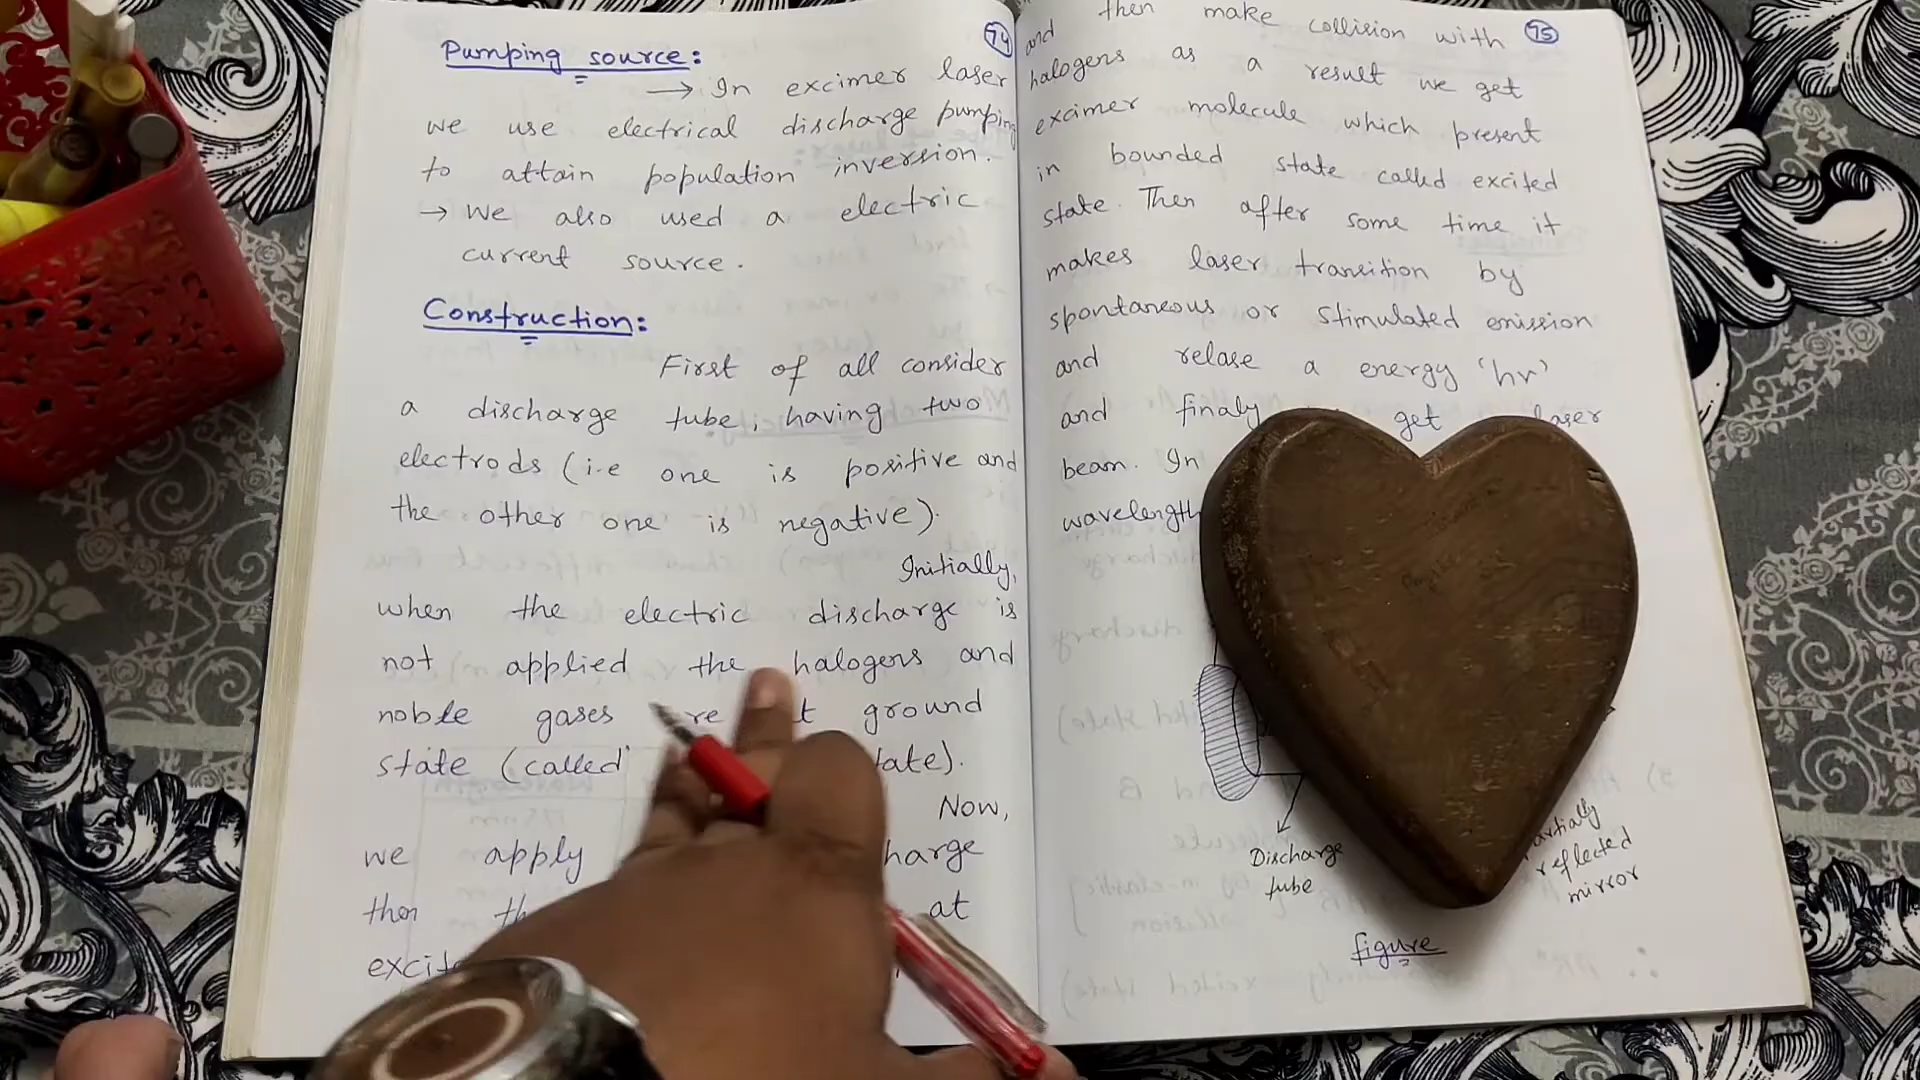 74
Pumping source:
→ In excimer laser
we use electrical discharge pumping
to attain population inversion.
→ We also used a electric
current source.
Construction:
First of all consider
a discharge tube, having two
electrods (i.e one is positive and
the other one is negative).
Initially,
when the electric discharge is
not applied the halogens and
noble gases ground
state (called
Now,
we apply
then at
75
and then make collision with
halogens as a result we get
excimer molecule which present
in bounded state called excited
state. Then after some time it
makes laser transition by
spontaneous or stimulated emission
and relase a energy 'hν'
and finaly get laser
beam. In
wavelength
Discharge
tube
reflected
mirror
figure